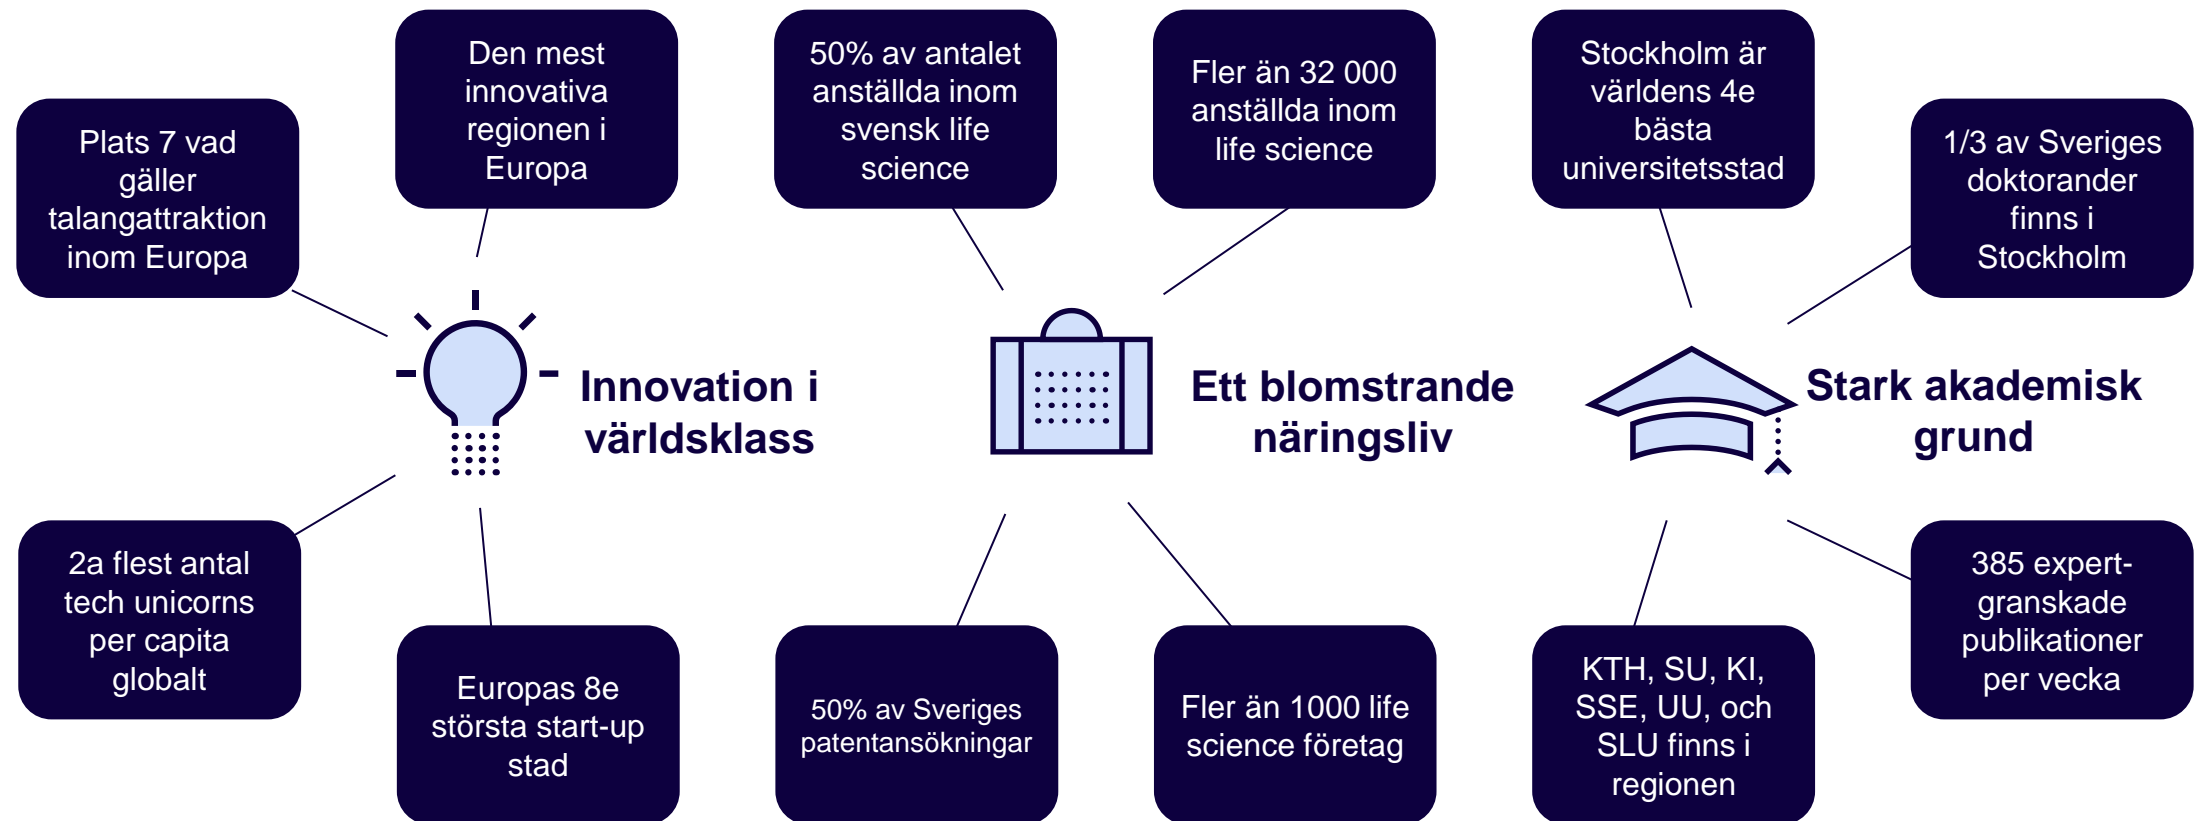 Plats 7 vad
gäller
talangattraktion
inom Europa
Den mest
innovativa
regionen i
Europa
2a flest antal
tech unicorns
per capita
globalt
Europas 8e
största start-up
stad
Innovation i
världsklass
50% av antalet
anställda inom
svensk life
science
Fler än 32 000
anställda inom
life science
50% av Sveriges
patentansökningar
Fler än 1000 life
science företag
Ett blomstrande
näringsliv
Stockholm är
världens 4e
bästa
universitetsstad
1/3 av Sveriges
doktorander
finns i
Stockholm
KTH, SU, KI,
SSE, UU, och
SLU finns i
regionen
385 expert-
granskade
publikationer
per vecka
Stark akademisk
grund